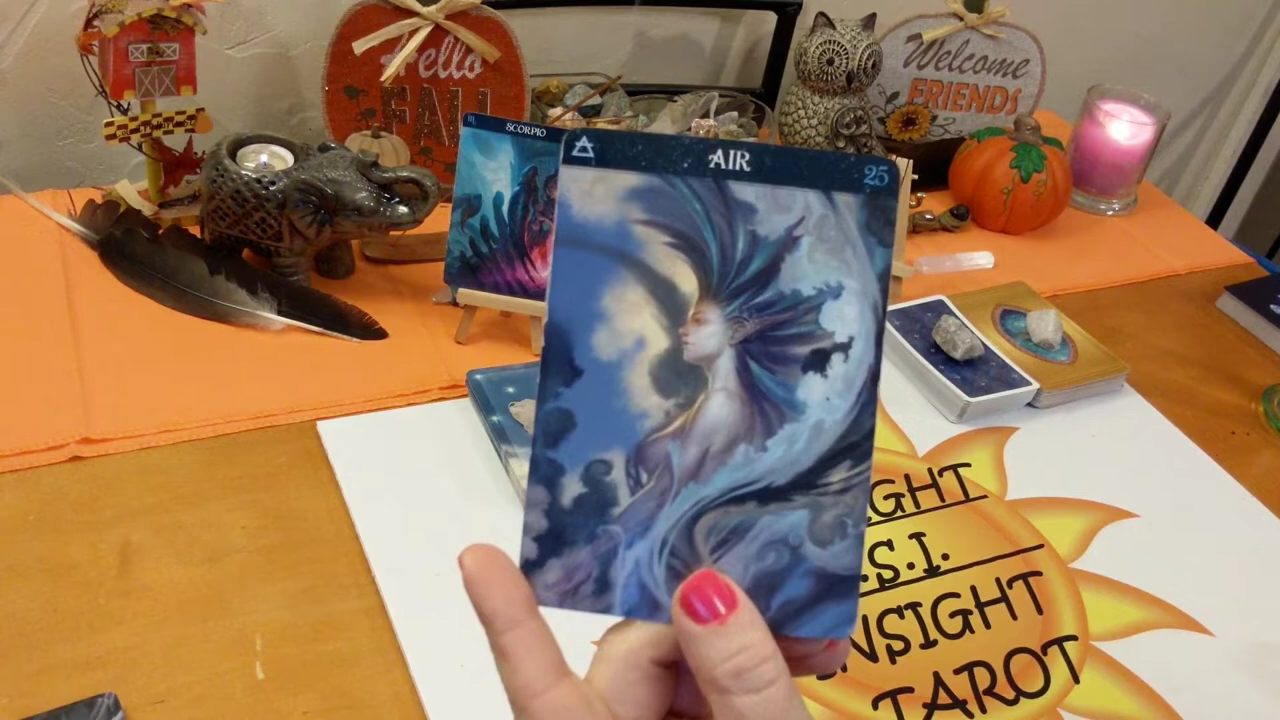 Hello
FALL
Welcome
FRIENDS
SCORPIO
AIR
25
GHT
.S.I.
NSIGHT
TAROT